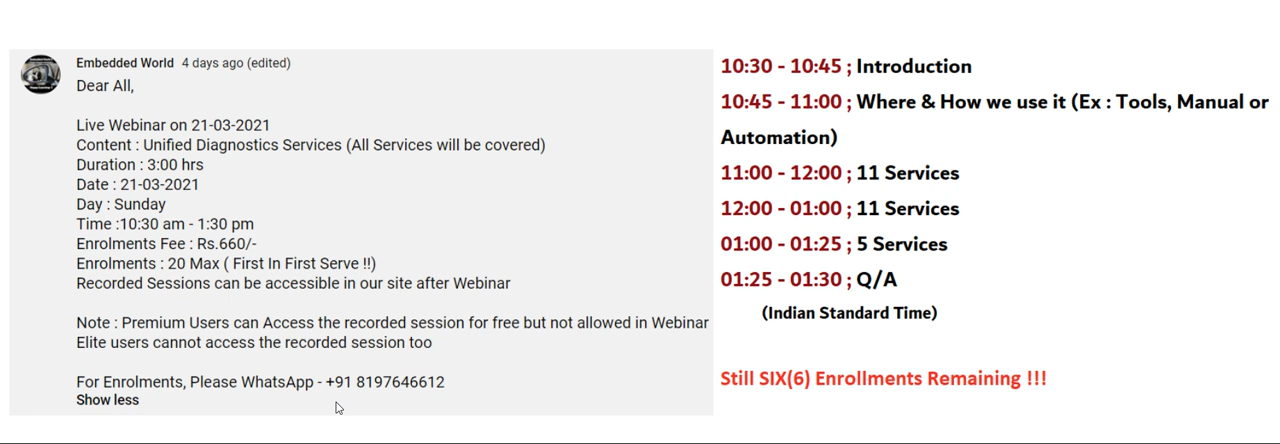 Embedded World 4 days ago (edited)
Dear All,
Live Webinar on 21-03-2021
Content : Unified Diagnostics Services (All Services will be covered)
Duration : 3:00 hrs
Date : 21-03-2021
Day : Sunday
Time :10:30 am - 1:30 pm
Enrolments Fee : Rs.660/-
Enrolments : 20 Max ( First In First Serve !!)
Recorded Sessions can be accessible in our site after Webinar
Note : Premium Users can Access the recorded session for free but not allowed in Webinar
Elite users cannot access the recorded session too
For Enrolments, Please WhatsApp - +91 8197646612
Show less
10:30 - 10:45 ; Introduction
10:45 - 11:00 ; Where & How we use it (Ex : Tools, Manual or
Automation)
11:00 - 12:00 ; 11 Services
12:00 - 01:00 ; 11 Services
01:00 - 01:25 ; 5 Services
01:25 - 01:30 ; Q/A
(Indian Standard Time)
Still SIX(6) Enrollments Remaining !!!